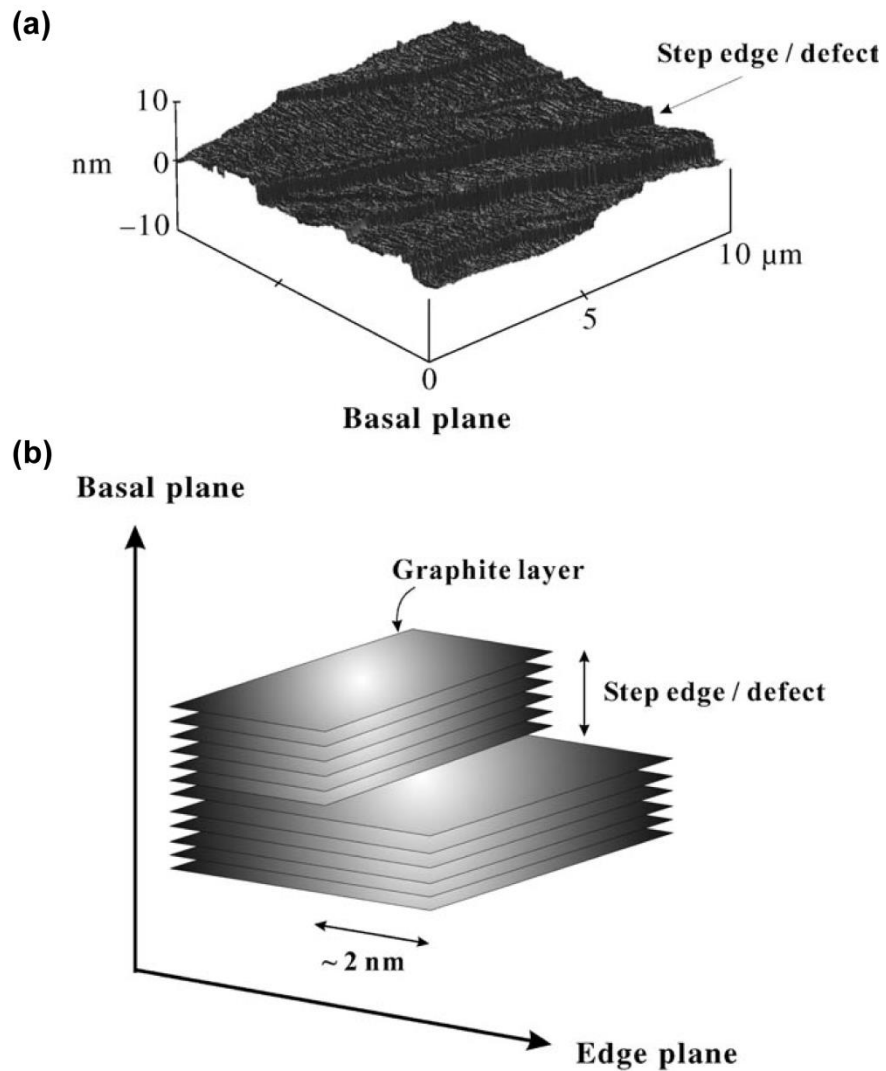 (a)
Step edge / defect
10
nm
0
−10
10 μm
5
0
Basal plane
(b)
Basal plane
Graphite layer
Step edge / defect
~ 2 nm
Edge plane